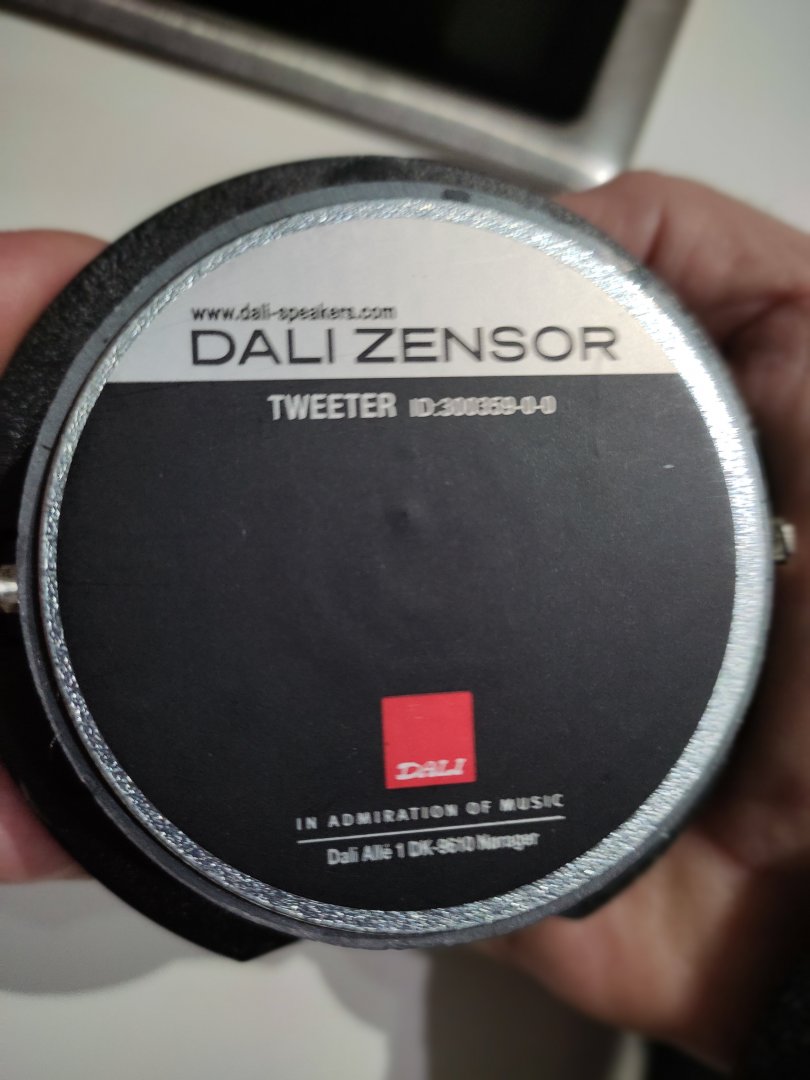 www.dali-speakers.com
DALI ZENSOR
TWEETER ID:300359-0-0
DALI
IN ADMIRATION OF MUSIC
Dali Allé 1 DK-9610 Nørager